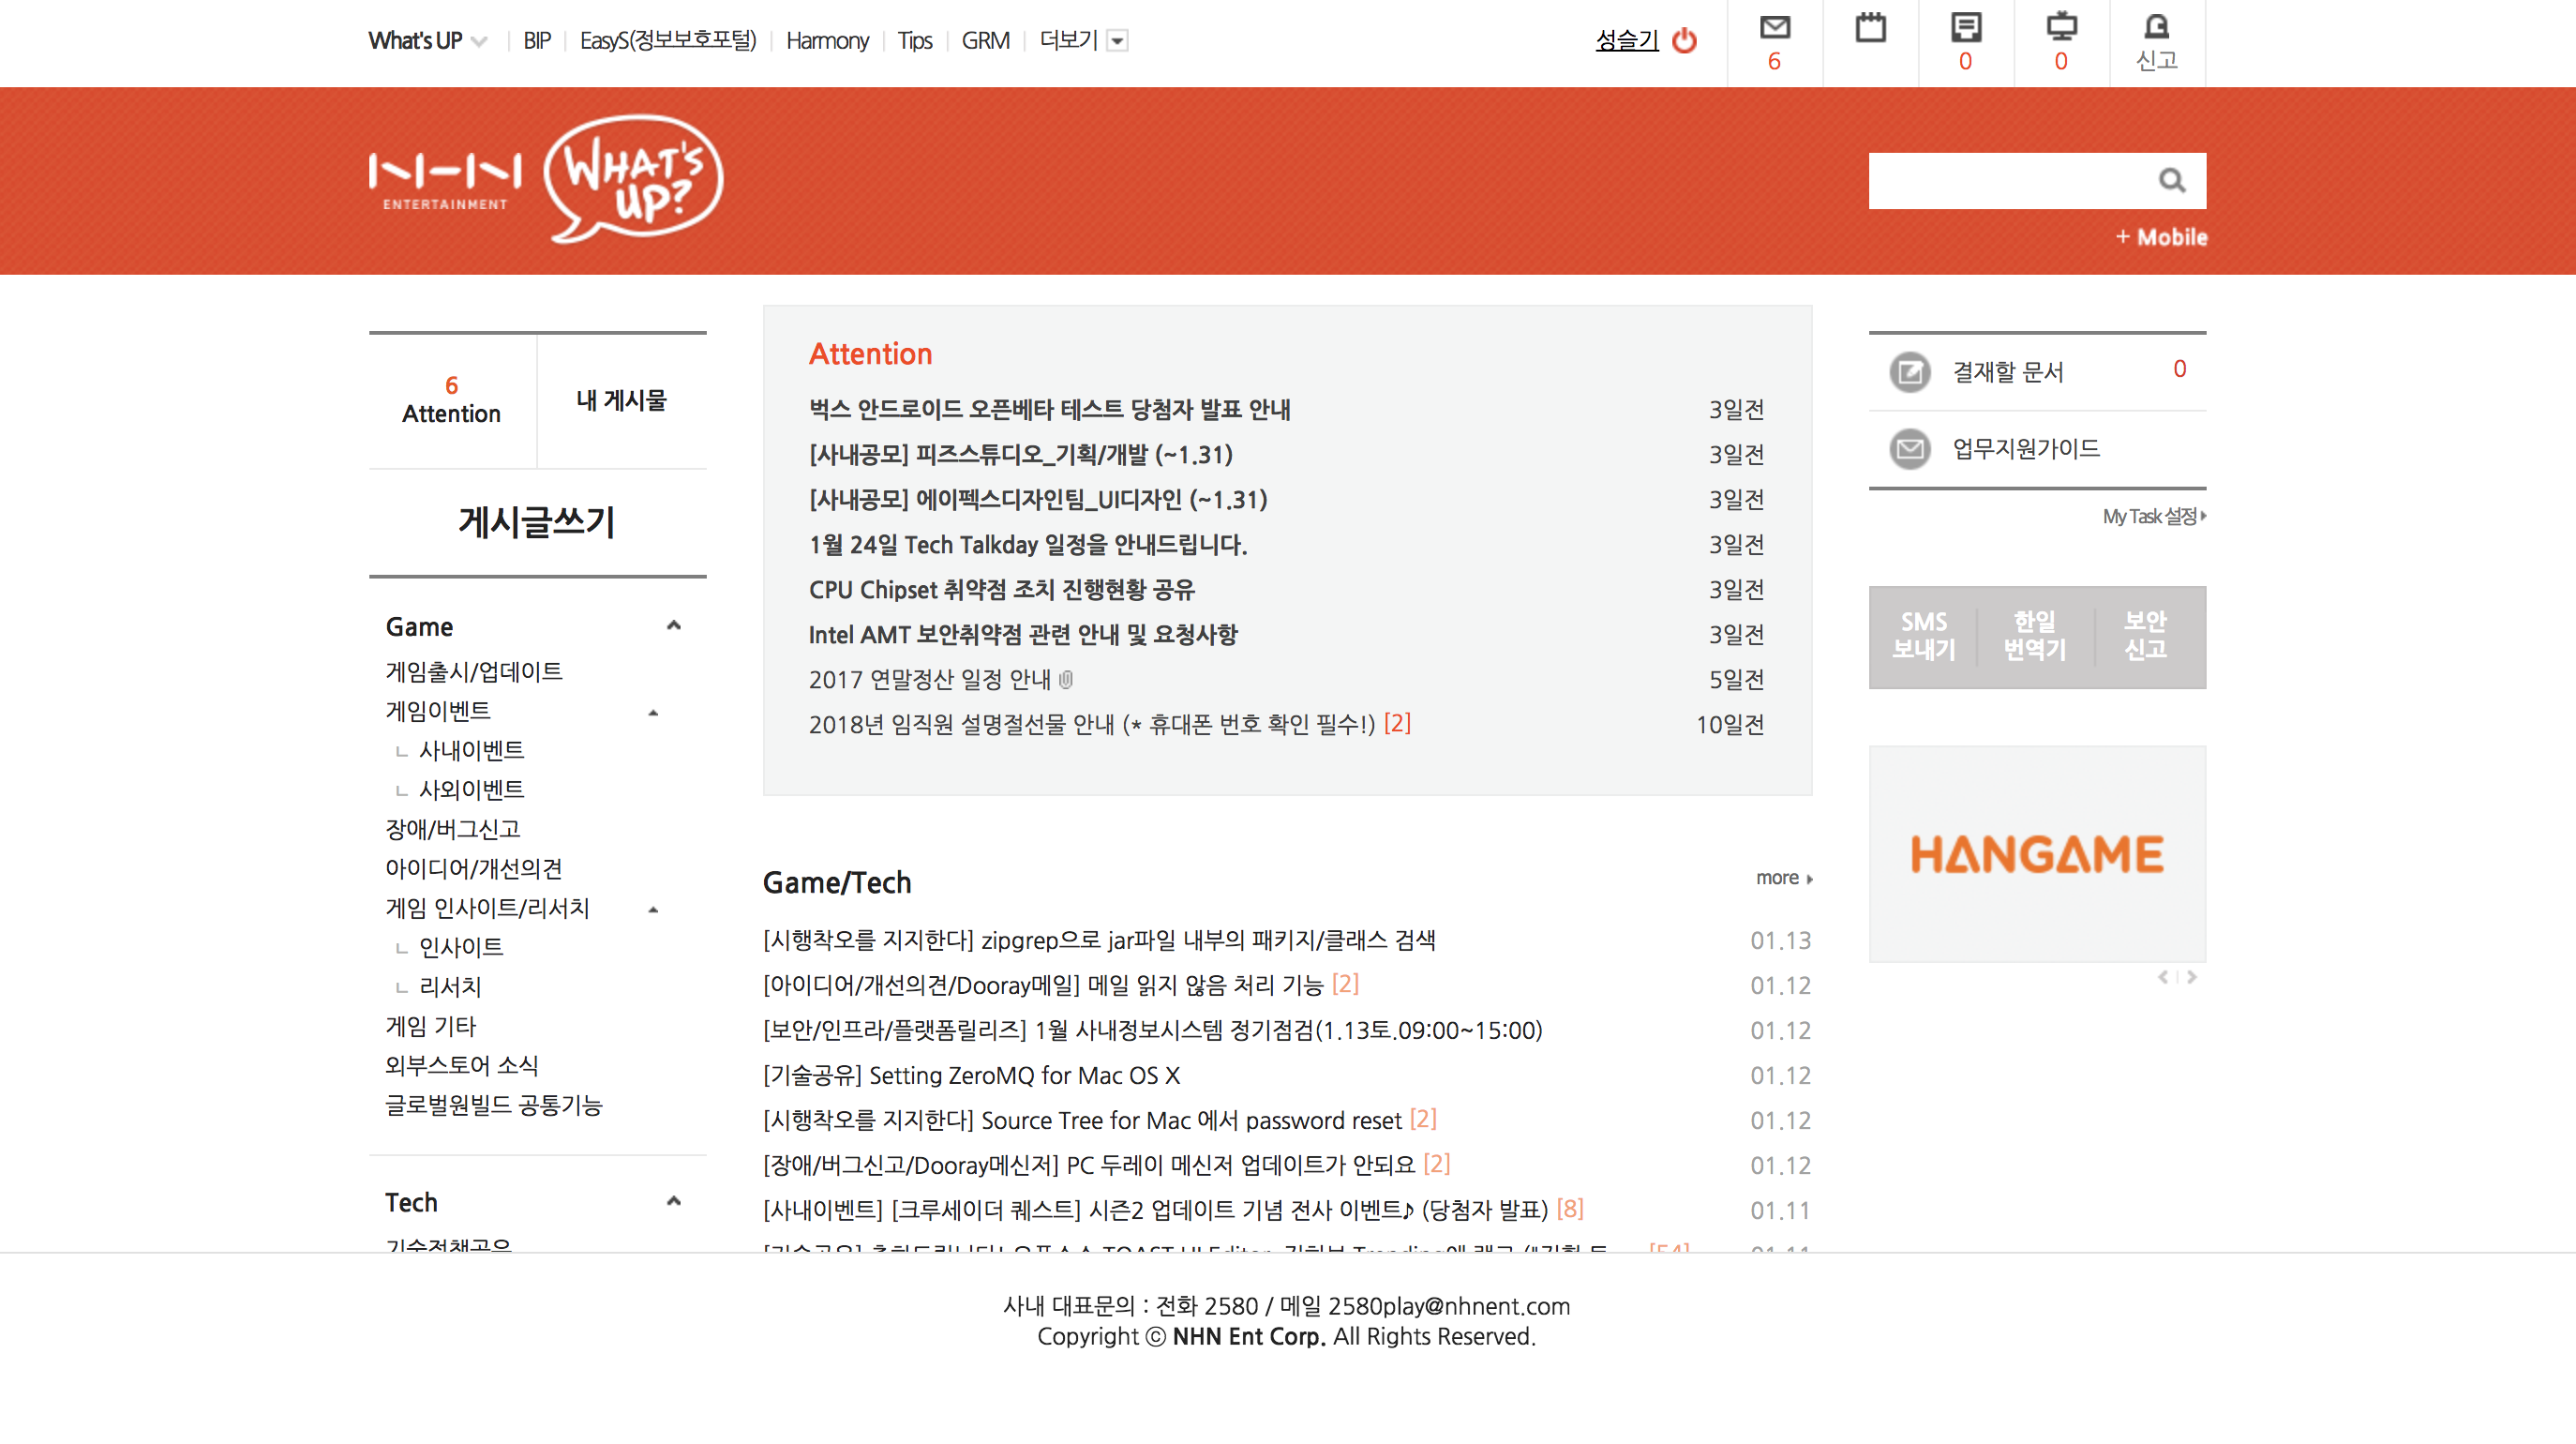 What's UP
BIP
EasyS(정보보호포털)
Harmony
Tips
GRM
더보기
성슬기
6
0
0
신고
NHN
ENTERTAINMENT
WHAT'S
UP?
+ Mobile
6
Attention
내 게시물
게시글쓰기
Game
게임출시/업데이트
게임이벤트
ㄴ 사내이벤트
ㄴ 사외이벤트
장애/버그신고
아이디어/개선의견
게임 인사이트/리서치
ㄴ 인사이트
ㄴ 리서치
게임 기타
외부스토어 소식
글로벌원빌드 공통기능
Tech
기술정책공유
Attention
벅스 안드로이드 오픈베타 테스트 당첨자 발표 안내 3일전
[사내공모] 피즈스튜디오_기획/개발 (~1.31) 3일전
[사내공모] 에이펙스디자인팀_UI디자인 (~1.31) 3일전
1월 24일 Tech Talkday 일정을 안내드립니다. 3일전
CPU Chipset 취약점 조치 진행현황 공유 3일전
Intel AMT 보안취약점 관련 안내 및 요청사항 3일전
2017 연말정산 일정 안내 5일전
2018년 임직원 설명절선물 안내 (* 휴대폰 번호 확인 필수!) [2] 10일전
Game/Tech more
[시행착오를 지지한다] zipgrep으로 jar파일 내부의 패키지/클래스 검색 01.13
[아이디어/개선의견/Dooray메일] 메일 읽지 않음 처리 기능 [2] 01.12
[보안/인프라/플랫폼릴리즈] 1월 사내정보시스템 정기점검(1.13토.09:00~15:00) 01.12
[기술공유] Setting ZeroMQ for Mac OS X 01.12
[시행착오를 지지한다] Source Tree for Mac 에서 password reset [2] 01.12
[장애/버그신고/Dooray메신저] PC 두레이 메신저 업데이트가 안되요 [2] 01.12
[사내이벤트] [크루세이더 퀘스트] 시즌2 업데이트 기념 전사 이벤트♪ (당첨자 발표) [8] 01.11
TOAST UI Editor [54] 01.11
결재할 문서 0
업무지원가이드
My Task 설정
SMS 보내기
한일 번역기
보안 신고
HANGAME
사내 대표문의 : 전화 2580 / 메일 2580play@nhnent.com
Copyright ⓒ NHN Ent Corp. All Rights Reserved.